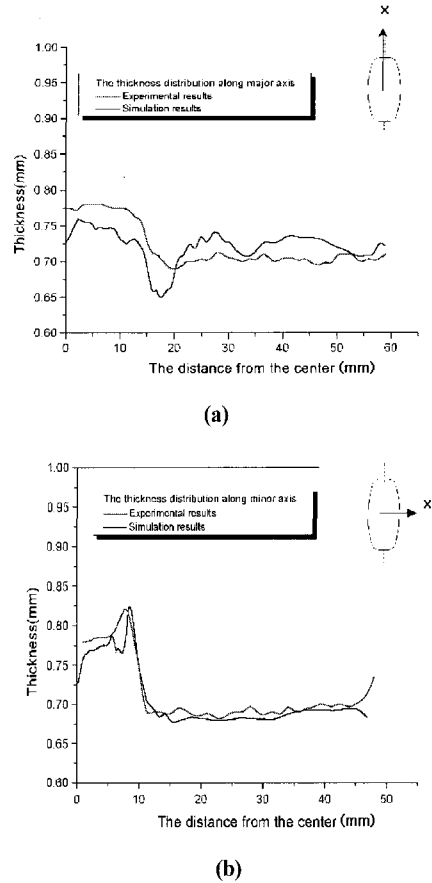 X
1.00
0.95
0.90
0.85
0.80
0.75
0.70
0.65
0.60
Thickness(mm)
The thickness distribution along major axis
Experimental results
Simulation results
0 10 20 30 40 50 60
The distance from the center (mm)
(a)
X
1.00
0.95
0.90
0.85
0.80
0.75
0.70
0.65
0.60
Thickness(mm)
The thickness distribution along minor axis
Experimental results
Simulation results
0 10 20 30 40 50
The distance from the center (mm)
(b)